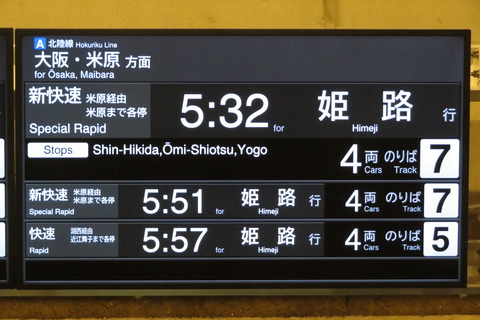 A 北陸線 Hokuriku Line
大阪・米原 方面
for Ōsaka, Maibara
新快速 米原経由 米原まで各停 5:32 姫路 行
Special Rapid for Himeji
Stops Shin-Hikida,Ōmi-Shiotsu,Yogo 4両 のりば 7
Cars Track
新快速 米原経由 米原まで各停 5:51 姫路 行 4両 のりば 7
Special Rapid for Himeji Cars Track
快速 湖西経由 近江舞子まで各停 5:57 姫路 行 4両 のりば 5
Rapid for Himeji Cars Track